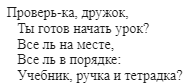 Проверь-ка, дружок,
Ты готов начать урок?
Все ль на месте,
Все ль в порядке:
Учебник, ручка и тетрадка?